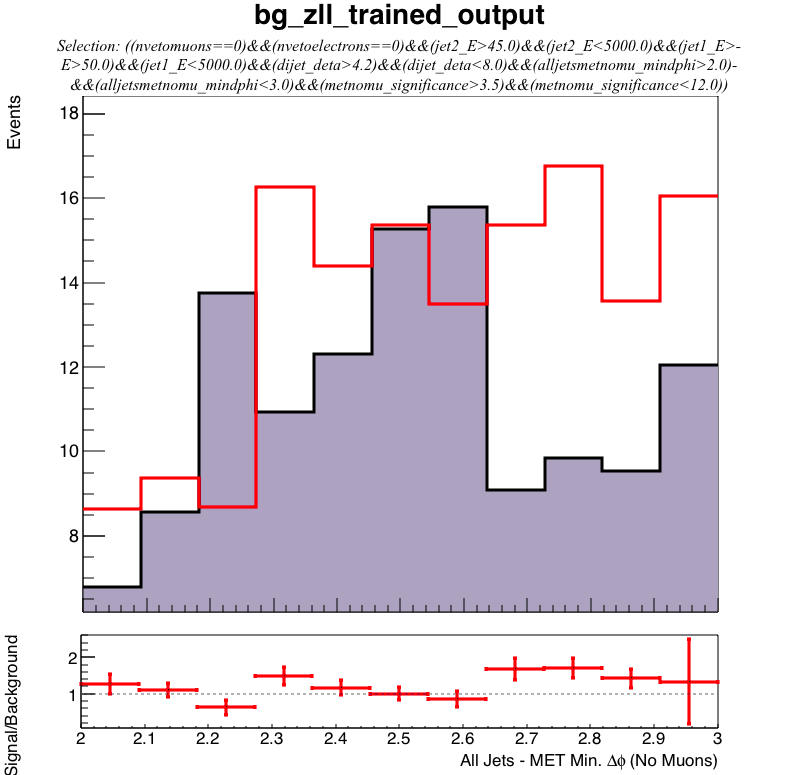 bg_zll_trained_output
Selection: ((nvetomuons==0)&&(nvetoelectrons==0)&&(jet2_E>45.0)&&(jet2_E<5000.0)&&(jet1_E>-
E>50.0)&&(jet1_E<5000.0)&&(dijet_deta>4.2)&&(dijet_deta<8.0)&&(alljetsmetnomu_mindphi>2.0)-
&&(alljetsmetnomu_mindphi<3.0)&&(metnomu_significance>3.5)&&(metnomu_significance<12.0))
Events
18
16
14
12
10
8
Signal/Background
2
1
2 2.1 2.2 2.3 2.4 2.5 2.6 2.7 2.8 2.9 3
All Jets - MET Min. Δϕ (No Muons)